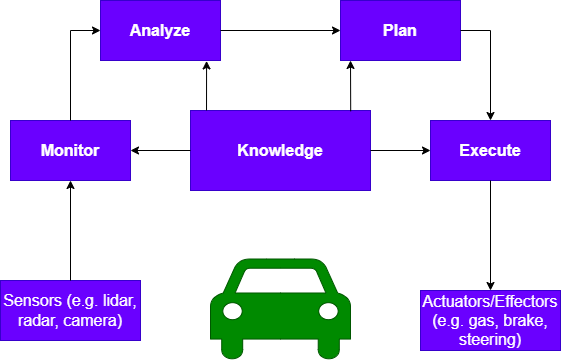 Analyze
Plan
Monitor
Knowledge
Execute
Sensors (e.g. lidar,
radar, camera)
Actuators/Effectors
(e.g. gas, brake,
steering)